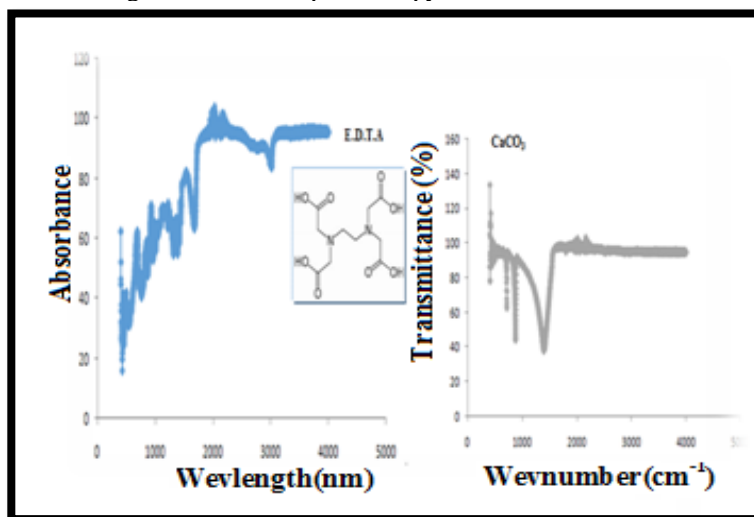 120
100
80
60
40
20
0
Absorbance
E.D.T.A
O
HO O
OH
N
N
HO
O
OH
O
0 1000 2000 3000 4000 5000
Wevlength(nm)
160
140
120
100
80
60
40
20
0
Transmittance (%)
CaCO₃
0 1000 2000 3000 4000
Wevnumber(cm⁻¹)